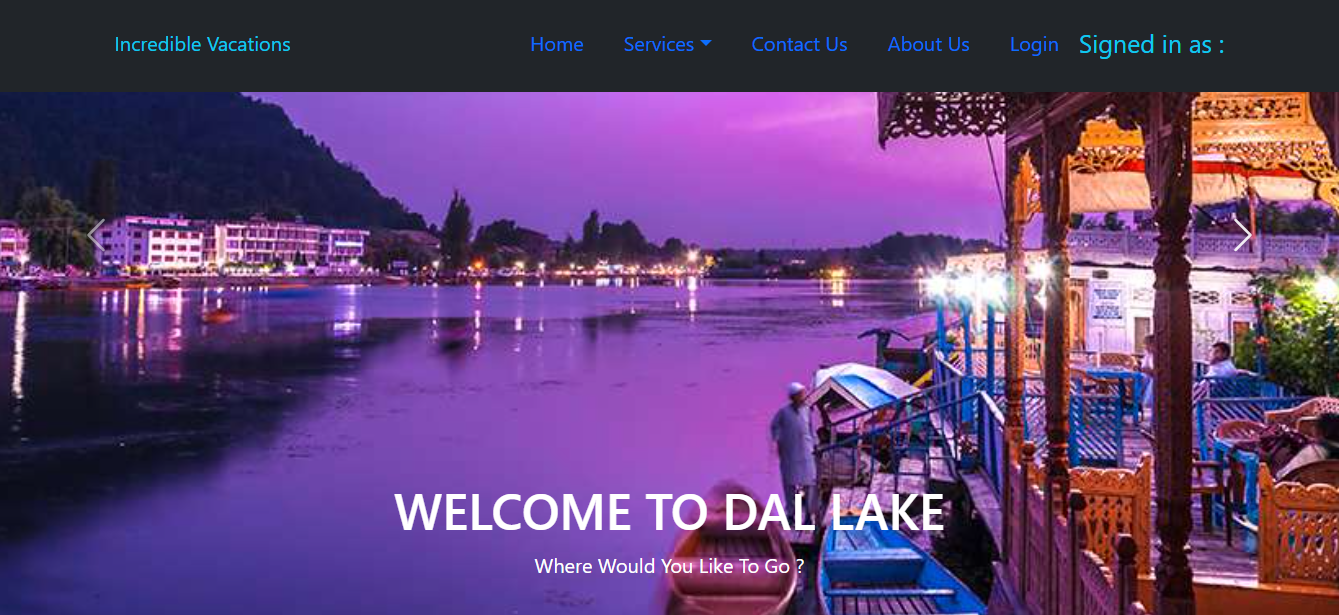 Incredible Vacations Home Services Contact Us About Us Login Signed in as :
WELCOME TO DAL LAKE
Where Would You Like To Go ?